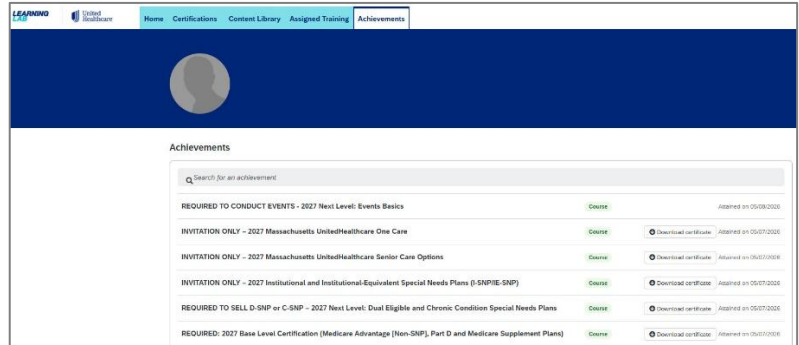 LEARNING
LAB
United
Healthcare
Home Certifications Content Library Assigned Training Achievements
Achievements
Search for an achievement
REQUIRED TO CONDUCT EVENTS - 2027 Next Level: Events Basics Course Attained on 05/08/2026
INVITATION ONLY – 2027 Massachusetts UnitedHealthcare One Care Course Download certificate Attained on 05/07/2026
INVITATION ONLY – 2027 Massachusetts UnitedHealthcare Senior Care Options Course Download certificate Attained on 05/07/2026
INVITATION ONLY – 2027 Institutional and Institutional-Equivalent Special Needs Plans (I-SNP/IE-SNP) Course Download certificate Attained on 05/07/2026
REQUIRED TO SELL D-SNP or C-SNP – 2027 Next Level: Dual Eligible and Chronic Condition Special Needs Plans Course Download certificate Attained on 05/07/2026
REQUIRED: 2027 Base Level Certification (Medicare Advantage [Non-SNP], Part D and Medicare Supplement Plans) Course Download certificate Attained on 05/07/2026